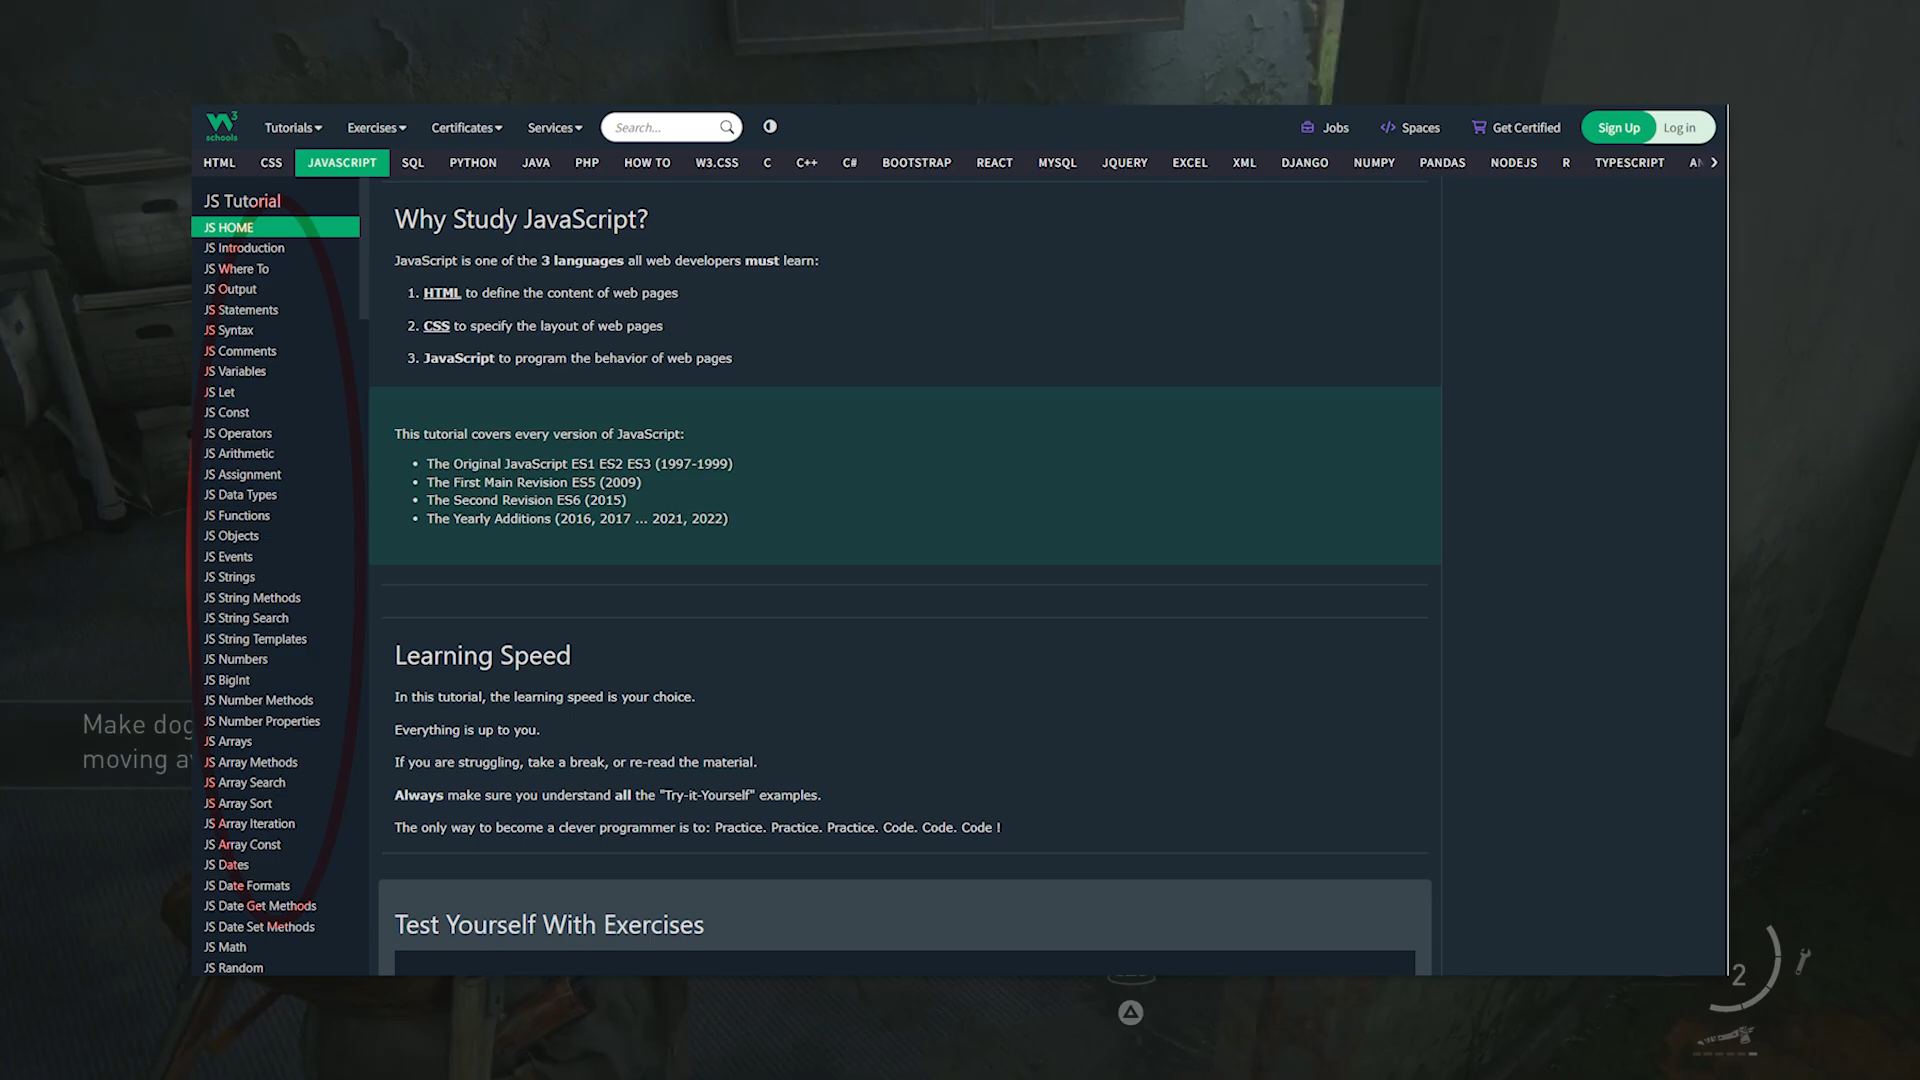 W3 schools
Tutorials Exercises Certificates Services Search... Jobs Spaces Get Certified Sign Up Log in
HTML CSS JAVASCRIPT SQL PYTHON JAVA PHP HOW TO W3.CSS C C++ C# BOOTSTRAP REACT MYSQL JQUERY EXCEL XML DJANGO NUMPY PANDAS NODEJS R TYPESCRIPT
JS Tutorial
JS HOME
JS Introduction
JS Where To
JS Output
JS Statements
JS Syntax
JS Comments
JS Variables
JS Let
JS Const
JS Operators
JS Arithmetic
JS Assignment
JS Data Types
JS Functions
JS Objects
JS Events
JS Strings
JS String Methods
JS String Search
JS String Templates
JS Numbers
JS BigInt
JS Number Methods
JS Number Properties
JS Arrays
JS Array Methods
JS Array Search
JS Array Sort
JS Array Iteration
JS Array Const
JS Dates
JS Date Formats
JS Date Get Methods
JS Date Set Methods
JS Math
JS Random
Why Study JavaScript?
JavaScript is one of the 3 languages all web developers must learn:
1. HTML to define the content of web pages
2. CSS to specify the layout of web pages
3. JavaScript to program the behavior of web pages
This tutorial covers every version of JavaScript:
• The Original JavaScript ES1 ES2 ES3 (1997-1999)
• The First Main Revision ES5 (2009)
• The Second Revision ES6 (2015)
• The Yearly Additions (2016, 2017 ... 2021, 2022)
Learning Speed
In this tutorial, the learning speed is your choice.
Everything is up to you.
If you are struggling, take a break, or re-read the material.
Always make sure you understand all the "Try-it-Yourself" examples.
The only way to become a clever programmer is to: Practice. Practice. Practice. Code. Code. Code !
Test Yourself With Exercises
Make dog
moving
2